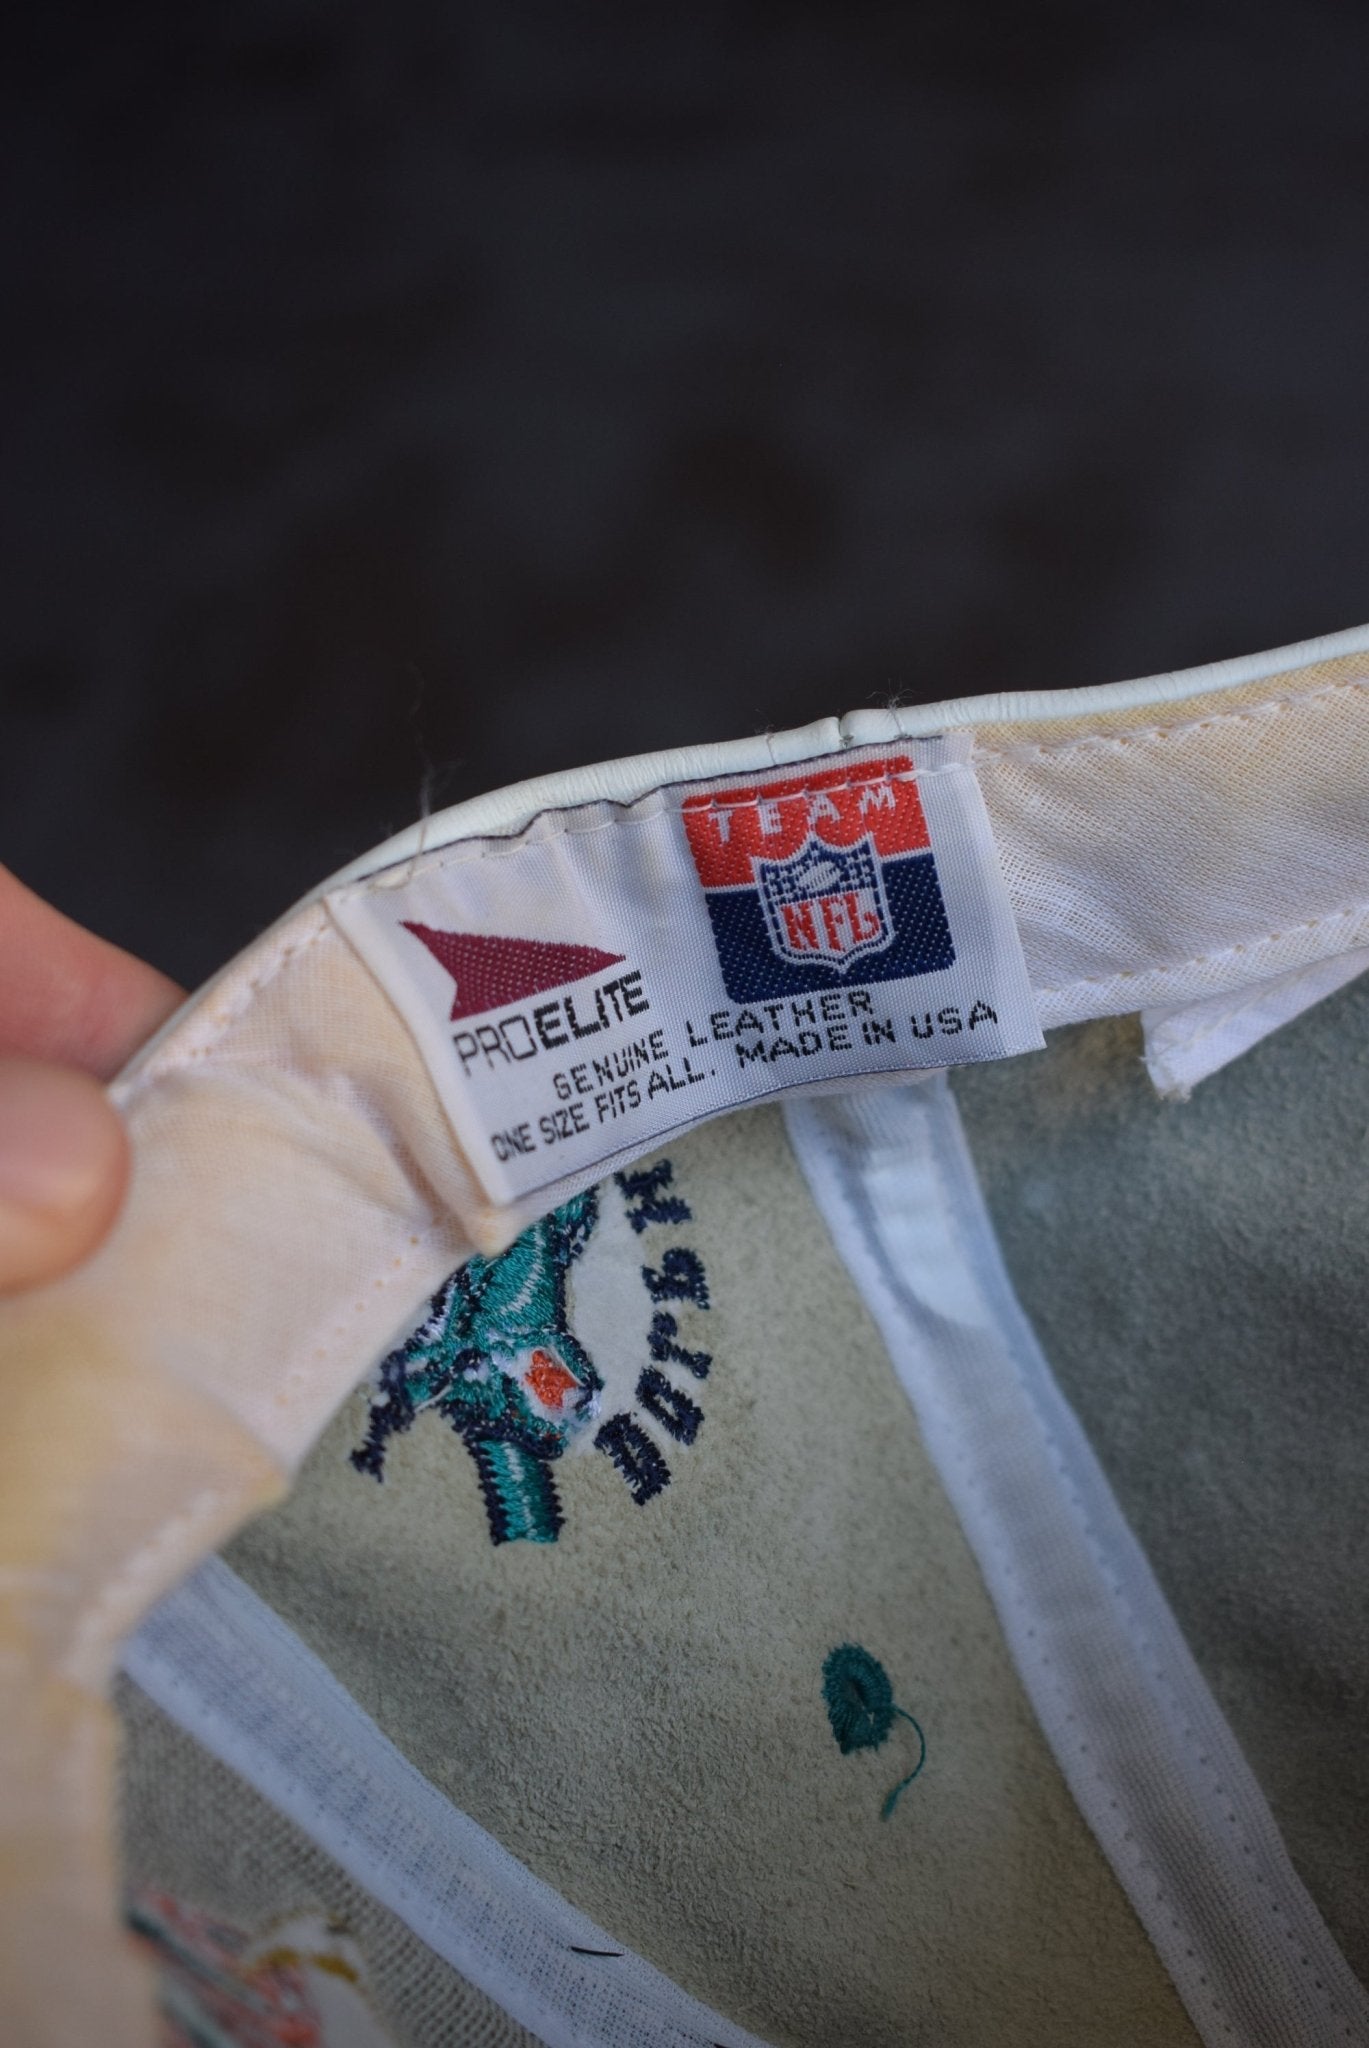 TEAM
NFL
PROELITE
GENUINE LEATHER
ONE SIZE FITS ALL. MADE IN USA